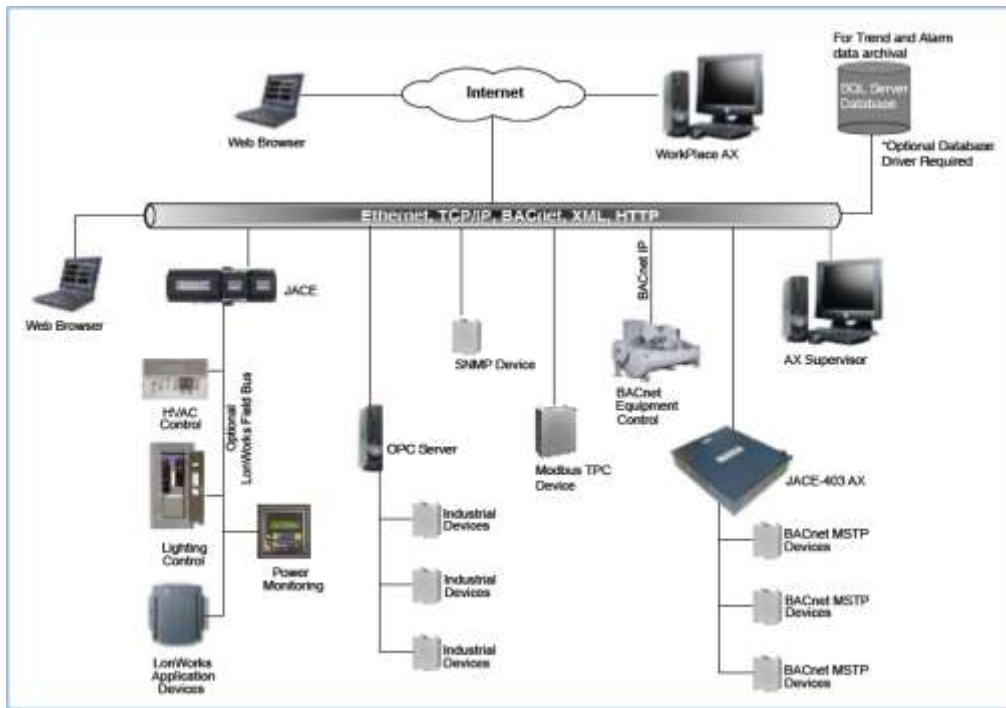 For Trend and Alarm
data archival
SQL Server
Database
*Optional Database
Driver Required
Internet
Web Browser
WorkPlace AX
Ethernet, TCP/IP, BACnet, XML, HTTP
Web Browser
JACE
BACnet IP
SNMP Device
AX Supervisor
HVAC
Control
Optional
LonWorks Field Bus
OPC Server
Modbus TPC
Device
BACnet
Equipment
Control
JACE-403 AX
Lighting
Control
Power
Monitoring
LonWorks
Application
Devices
Industrial
Devices
Industrial
Devices
Industrial
Devices
BACnet MSTP
Devices
BACnet MSTP
Devices
BACnet MSTP
Devices